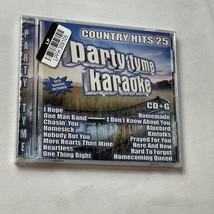 COUNTRY HITS 25
party tyme
karaoke
CD+G
PARTY TYME
I Hope
One Man Band
Chasin' You
Homesick
Nobody But You
More Hearts Than Mine
Heartless
One Thing Right
Homemade
I Don't Know About You
Bluebird
Kinfolks
Prayed For You
Here And Now
Hard To Forget
Homecoming Queen